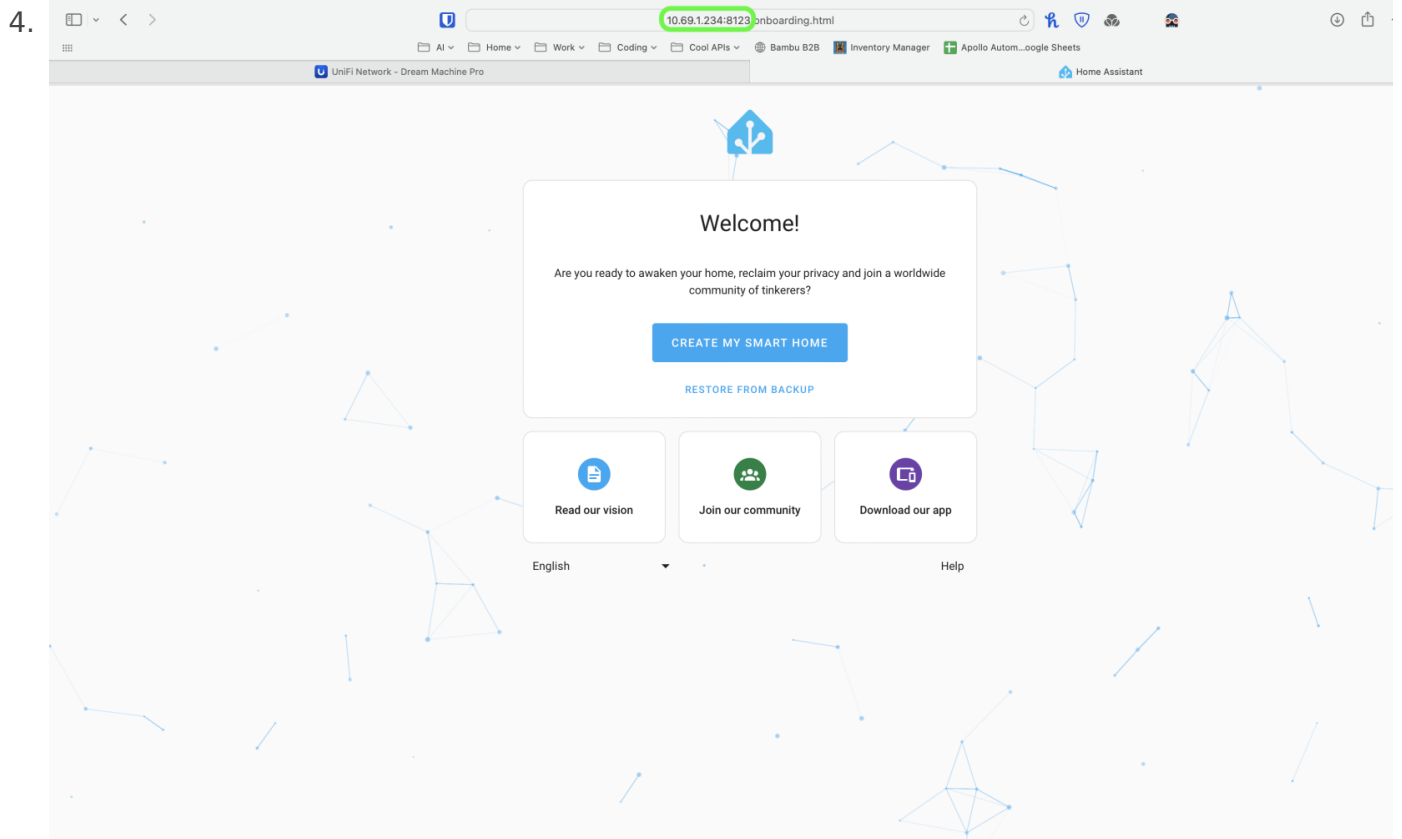 4.
10.69.1.234:8123/onboarding.html
AI Home Work Coding Cool APIs Bambu B2B Inventory Manager Apollo Autom...oogle Sheets
UniFi Network - Dream Machine Pro Home Assistant
Welcome!
Are you ready to awaken your home, reclaim your privacy and join a worldwide
community of tinkerers?
CREATE MY SMART HOME
RESTORE FROM BACKUP
Read our vision Join our community Download our app
English Help